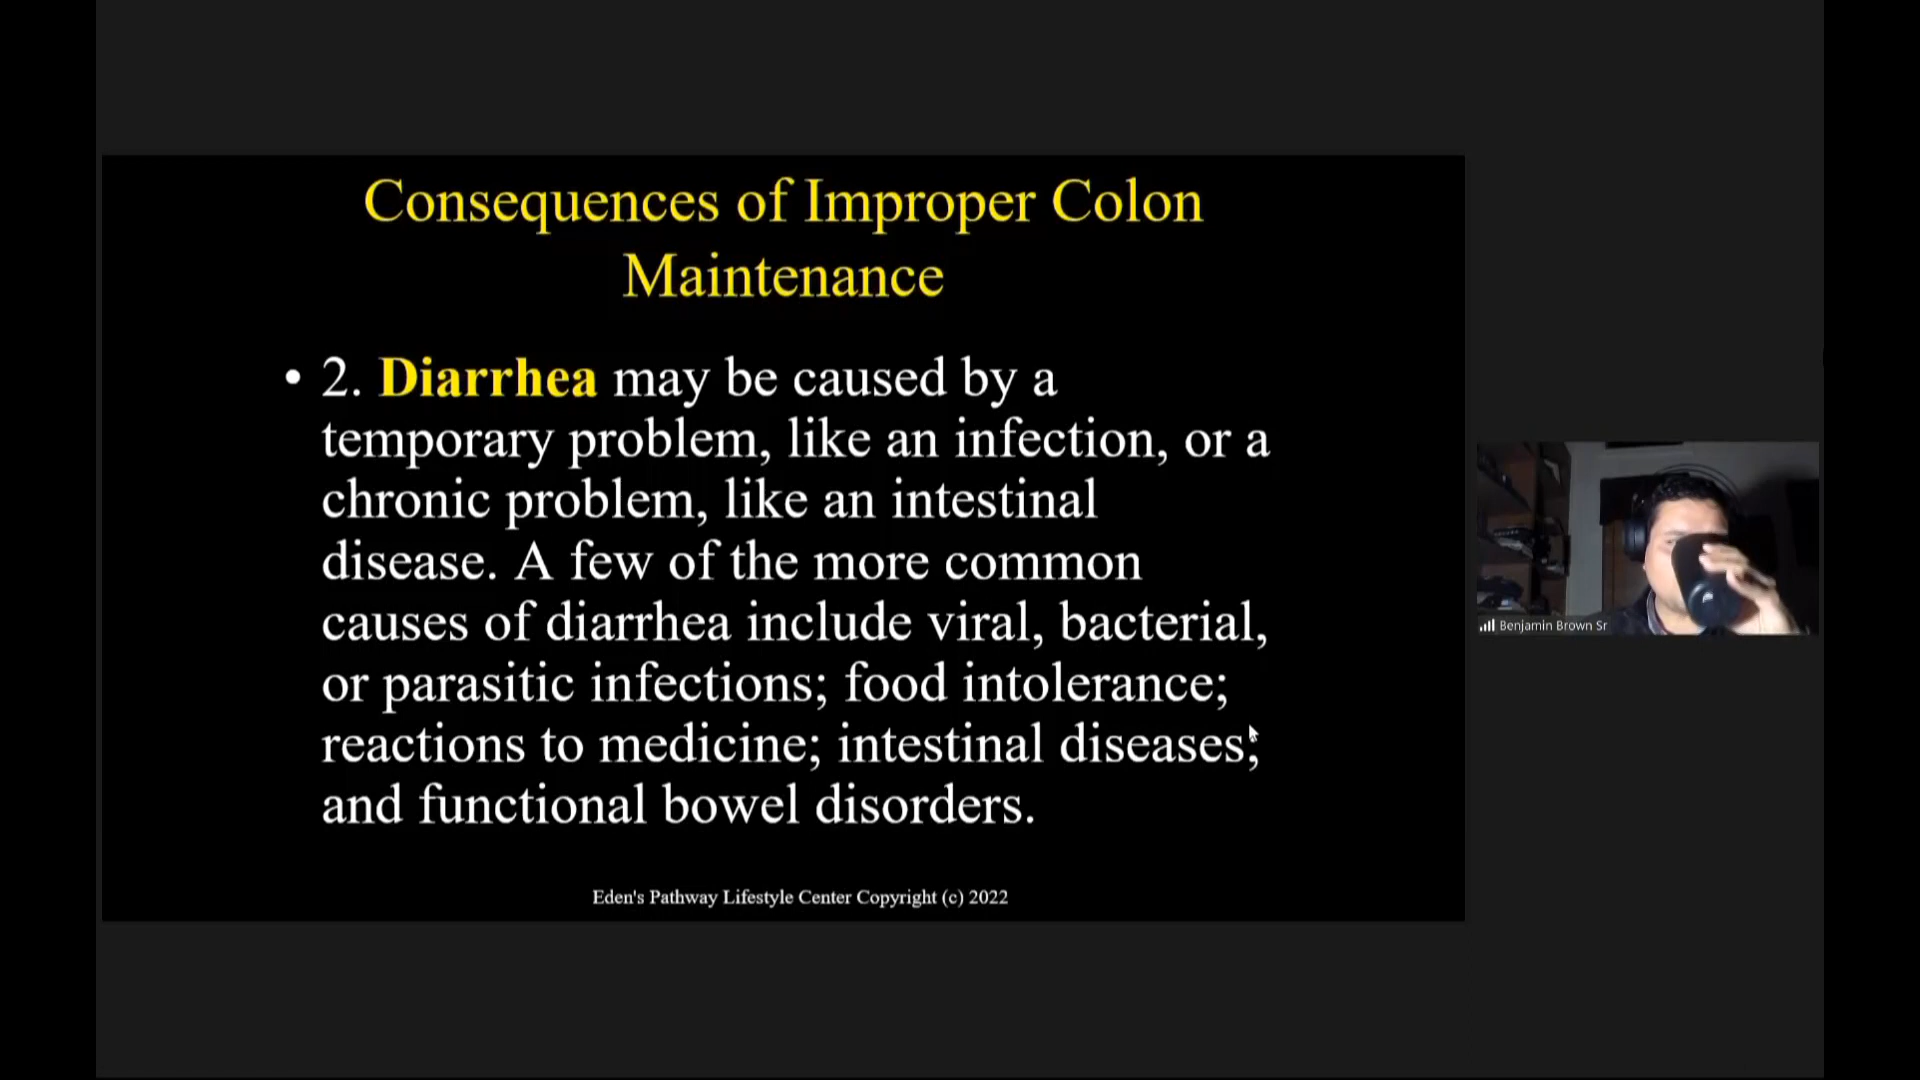 Consequences of Improper Colon
Maintenance
• 2. Diarrhea may be caused by a
temporary problem, like an infection, or a
chronic problem, like an intestinal
disease. A few of the more common
causes of diarrhea include viral, bacterial,
or parasitic infections; food intolerance;
reactions to medicine; intestinal diseases;
and functional bowel disorders.
Eden's Pathway Lifestyle Center Copyright (c) 2022
Benjamin Brown Sr